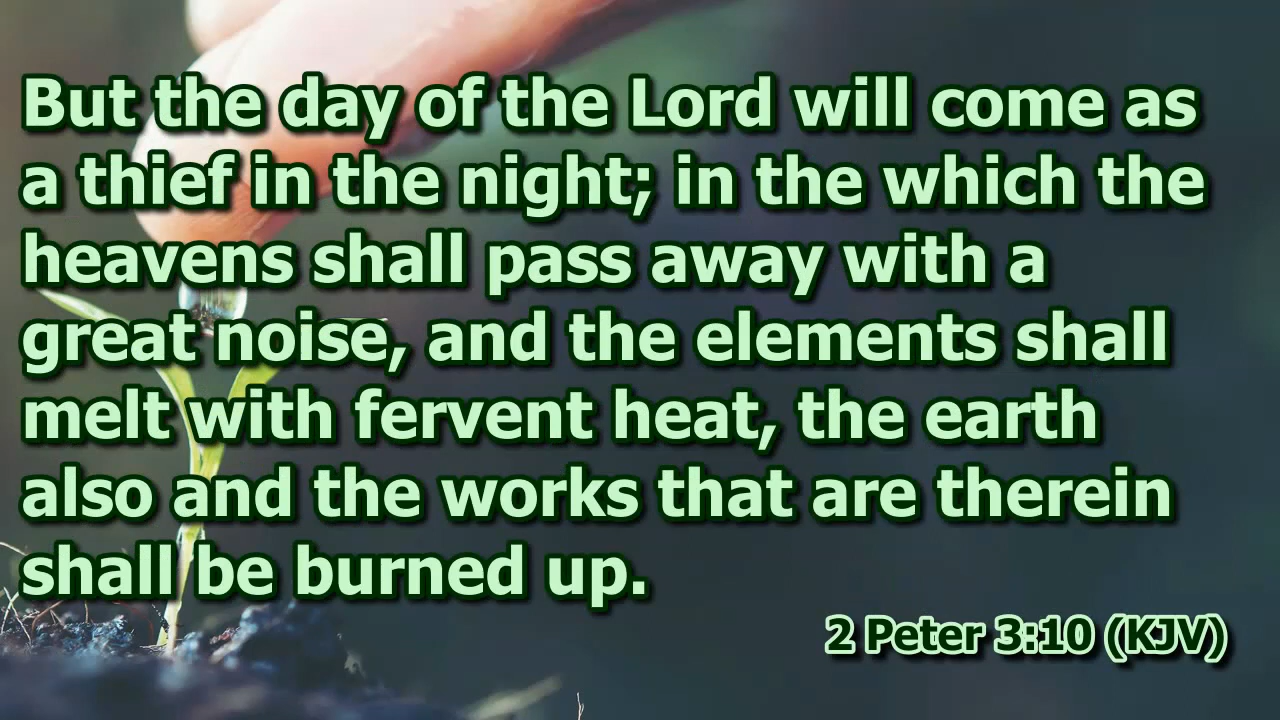 But the day of the Lord will come as
a thief in the night; in the which the
heavens shall pass away with a
great noise, and the elements shall
melt with fervent heat, the earth
also and the works that are therein
shall be burned up.
2 Peter 3:10 (KJV)